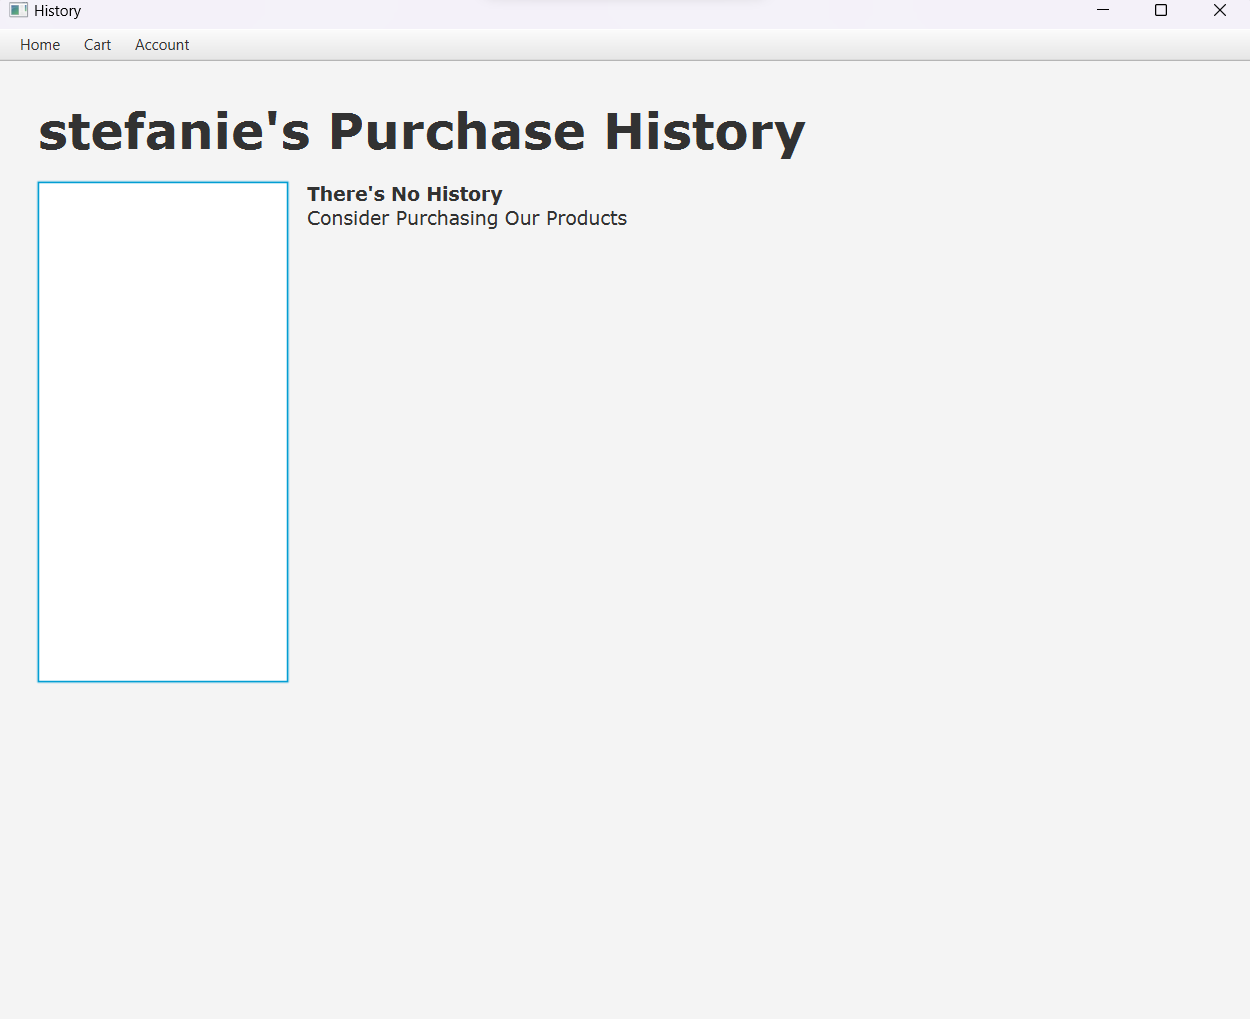 History
Home Cart Account
stefanie's Purchase History
There's No History
Consider Purchasing Our Products